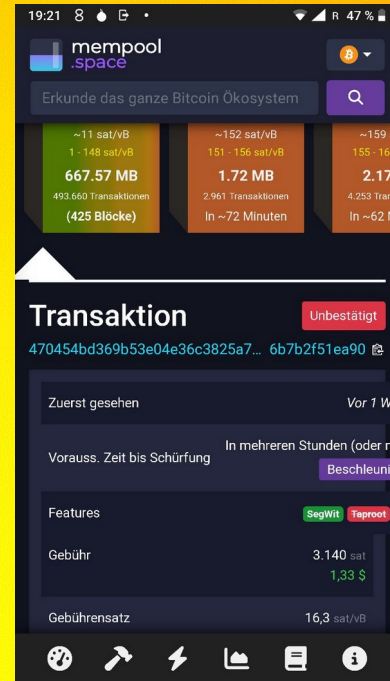 19:21
R 47 %
mempool
.space
Erkunde das ganze Bitcoin Ökosystem
~11 sat/vB
1 - 148 sat/vB
667.57 MB
493.660 Transaktionen
(425 Blöcke)
~152 sat/vB
151 - 156 sat/vB
1.72 MB
2.961 Transaktionen
In ~72 Minuten
~159
155 - 16
2.17
4.253 Tran
In ~62 M
Transaktion
Unbestätigt
470454bd369b53e04e36c3825a7... 6b7b2f51ea90
Zuerst gesehen
Vor 1 W
Vorauss. Zeit bis Schürfung
In mehreren Stunden (oder m
Beschleuni
Features
SegWit Taproot
Gebühr
3.140 sat
1,33 $
Gebührensatz
16,3 sat/vB